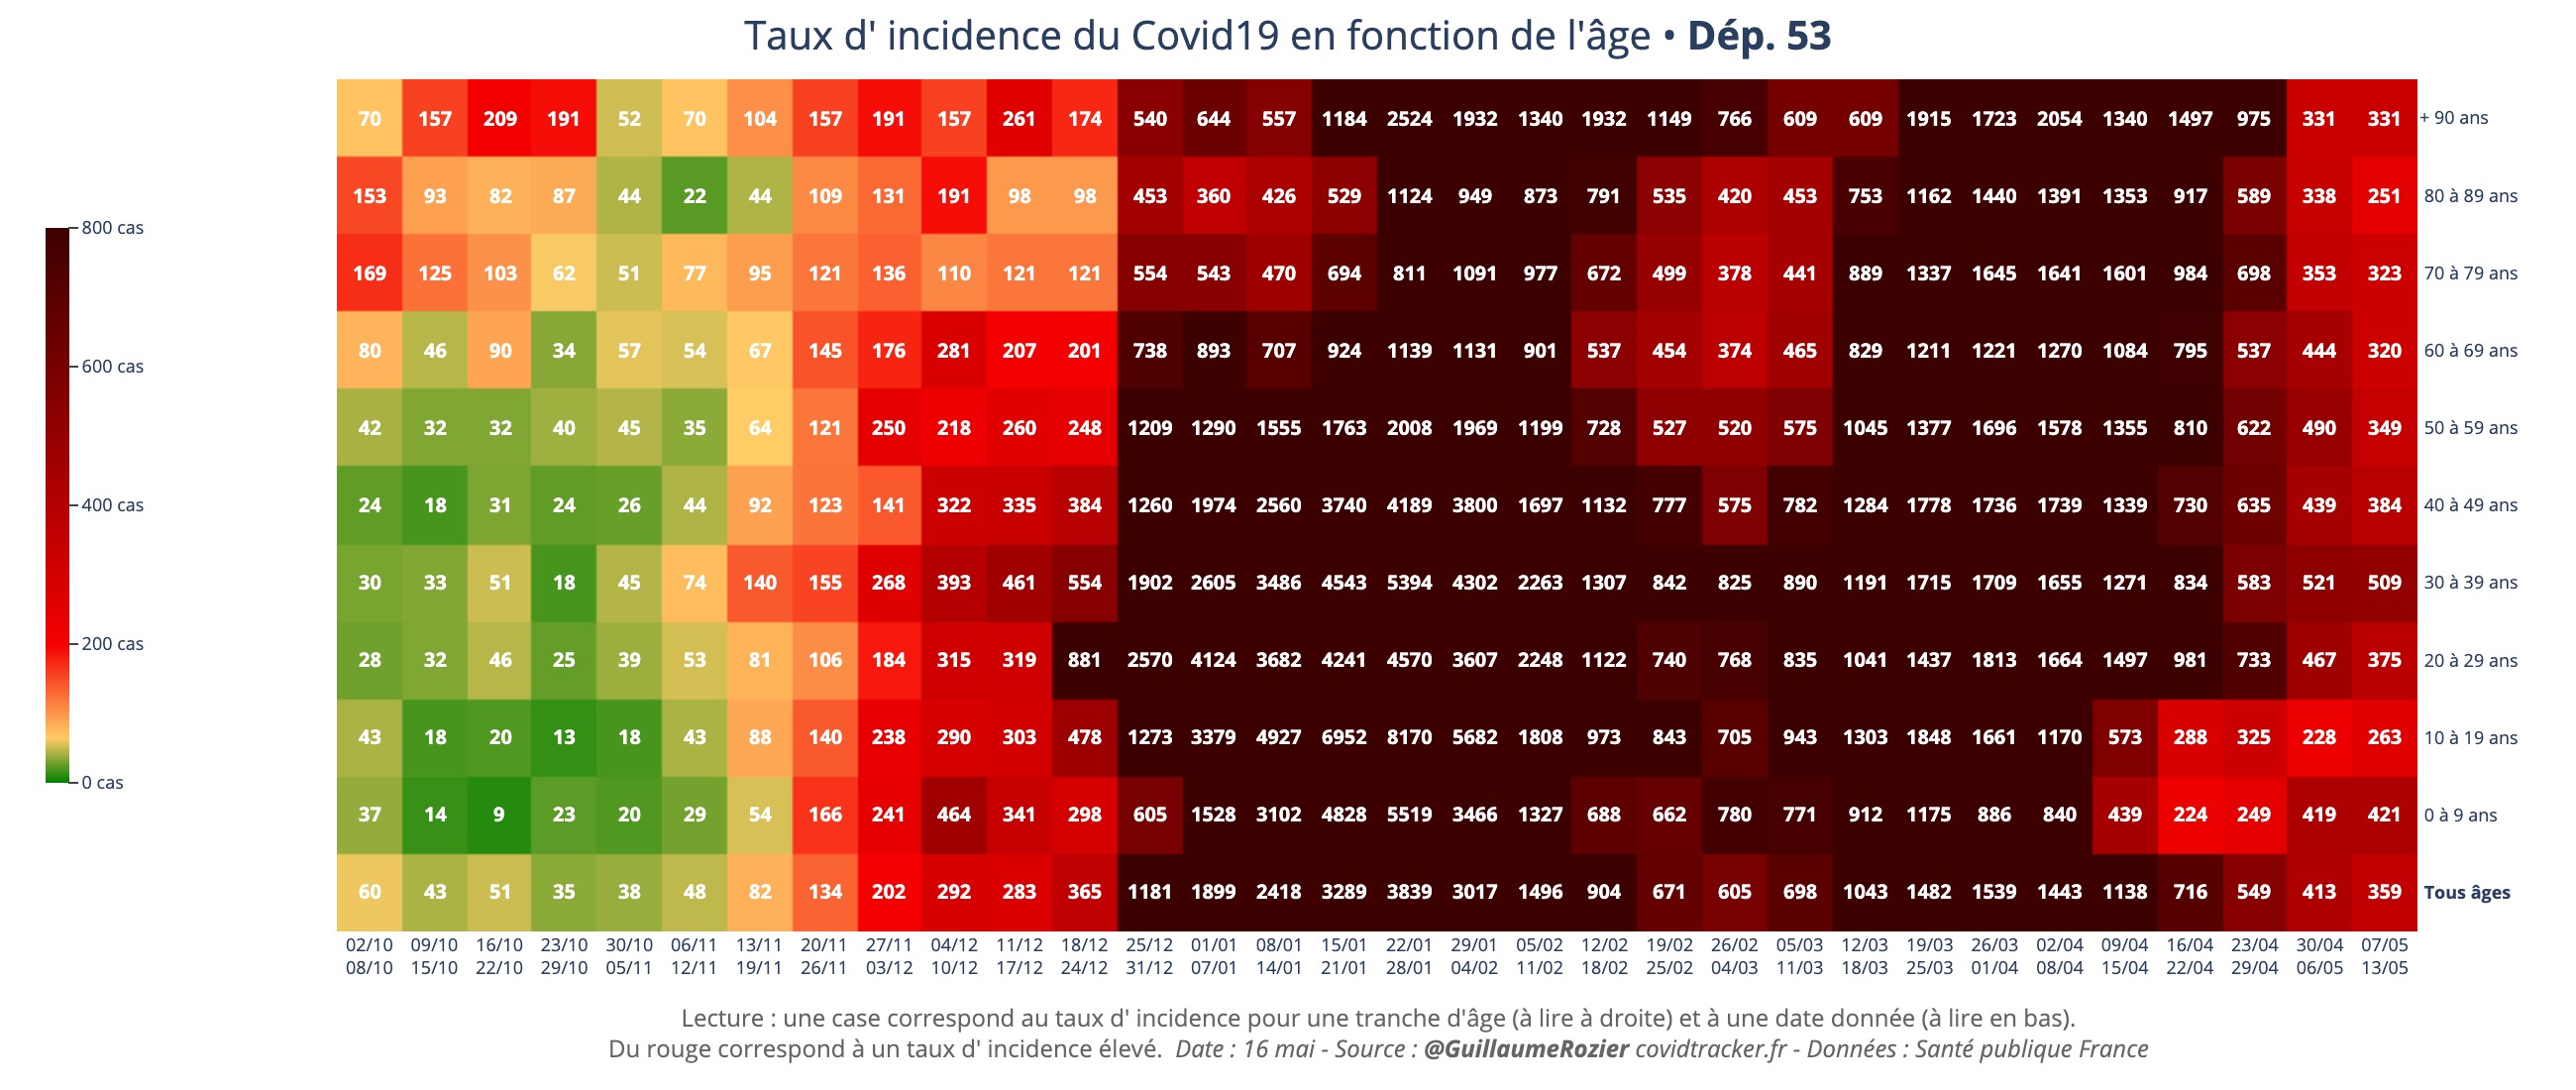 Taux d' incidence du Covid19 en fonction de l'âge • Dép. 53
800 cas
600 cas
400 cas
200 cas
0 cas
70 157 209 191 52 70 104 157 191 157 261 174 540 644 557 1184 2524 1932 1340 1932 1149 766 609 609 1915 1723 2054 1340 1497 975 331 331 + 90 ans
153 93 82 87 44 22 44 109 131 191 98 98 453 360 426 529 1124 949 873 791 535 420 453 753 1162 1440 1391 1353 917 589 338 251 80 à 89 ans
169 125 103 62 51 77 95 121 136 110 121 121 554 543 470 694 811 1091 977 672 499 378 441 889 1337 1645 1641 1601 984 698 353 323 70 à 79 ans
80 46 90 34 57 54 67 145 176 281 207 201 738 893 707 924 1139 1131 901 537 454 374 465 829 1211 1221 1270 1084 795 537 444 320 60 à 69 ans
42 32 32 40 45 35 64 121 250 218 260 248 1209 1290 1555 1763 2008 1969 1199 728 527 520 575 1045 1377 1696 1578 1355 810 622 490 349 50 à 59 ans
24 18 31 24 26 44 92 123 141 322 335 384 1260 1974 2560 3740 4189 3800 1697 1132 777 575 782 1284 1778 1736 1739 1339 730 635 439 384 40 à 49 ans
30 33 51 18 45 74 140 155 268 393 461 554 1902 2605 3486 4543 5394 4302 2263 1307 842 825 890 1191 1715 1709 1655 1271 834 583 521 509 30 à 39 ans
28 32 46 25 39 53 81 106 184 315 319 881 2570 4124 3682 4241 4570 3607 2248 1122 740 768 835 1041 1437 1813 1664 1497 981 733 467 375 20 à 29 ans
43 18 20 13 18 43 88 140 238 290 303 478 1273 3379 4927 6952 8170 5682 1808 973 843 705 943 1303 1848 1661 1170 573 288 325 228 263 10 à 19 ans
37 14 9 23 20 29 54 166 241 464 341 298 605 1528 3102 4828 5519 3466 1327 688 662 780 771 912 1175 886 840 439 224 249 419 421 0 à 9 ans
60 43 51 35 38 48 82 134 202 292 283 365 1181 1899 2418 3289 3839 3017 1496 904 671 605 698 1043 1482 1539 1443 1138 716 549 413 359 Tous âges
02/10 09/10 16/10 23/10 30/10 06/11 13/11 20/11 27/11 04/12 11/12 18/12 25/12 01/01 08/01 15/01 22/01 29/01 05/02 12/02 19/02 26/02 05/03 12/03 19/03 26/03 02/04 09/04 16/04 23/04 30/04 07/05
08/10 15/10 22/10 29/10 05/11 12/11 19/11 26/11 03/12 10/12 17/12 24/12 31/12 07/01 14/01 21/01 28/01 04/02 11/02 18/02 25/02 04/03 11/03 18/03 25/03 01/04 08/04 15/04 22/04 29/04 06/05 13/05
Lecture : une case correspond au taux d' incidence pour une tranche d'âge (à lire à droite) et à une date donnée (à lire en bas).
Du rouge correspond à un taux d' incidence élevé. Date : 16 mai - Source : @GuillaumeRozier covidtracker.fr - Données : Santé publique France